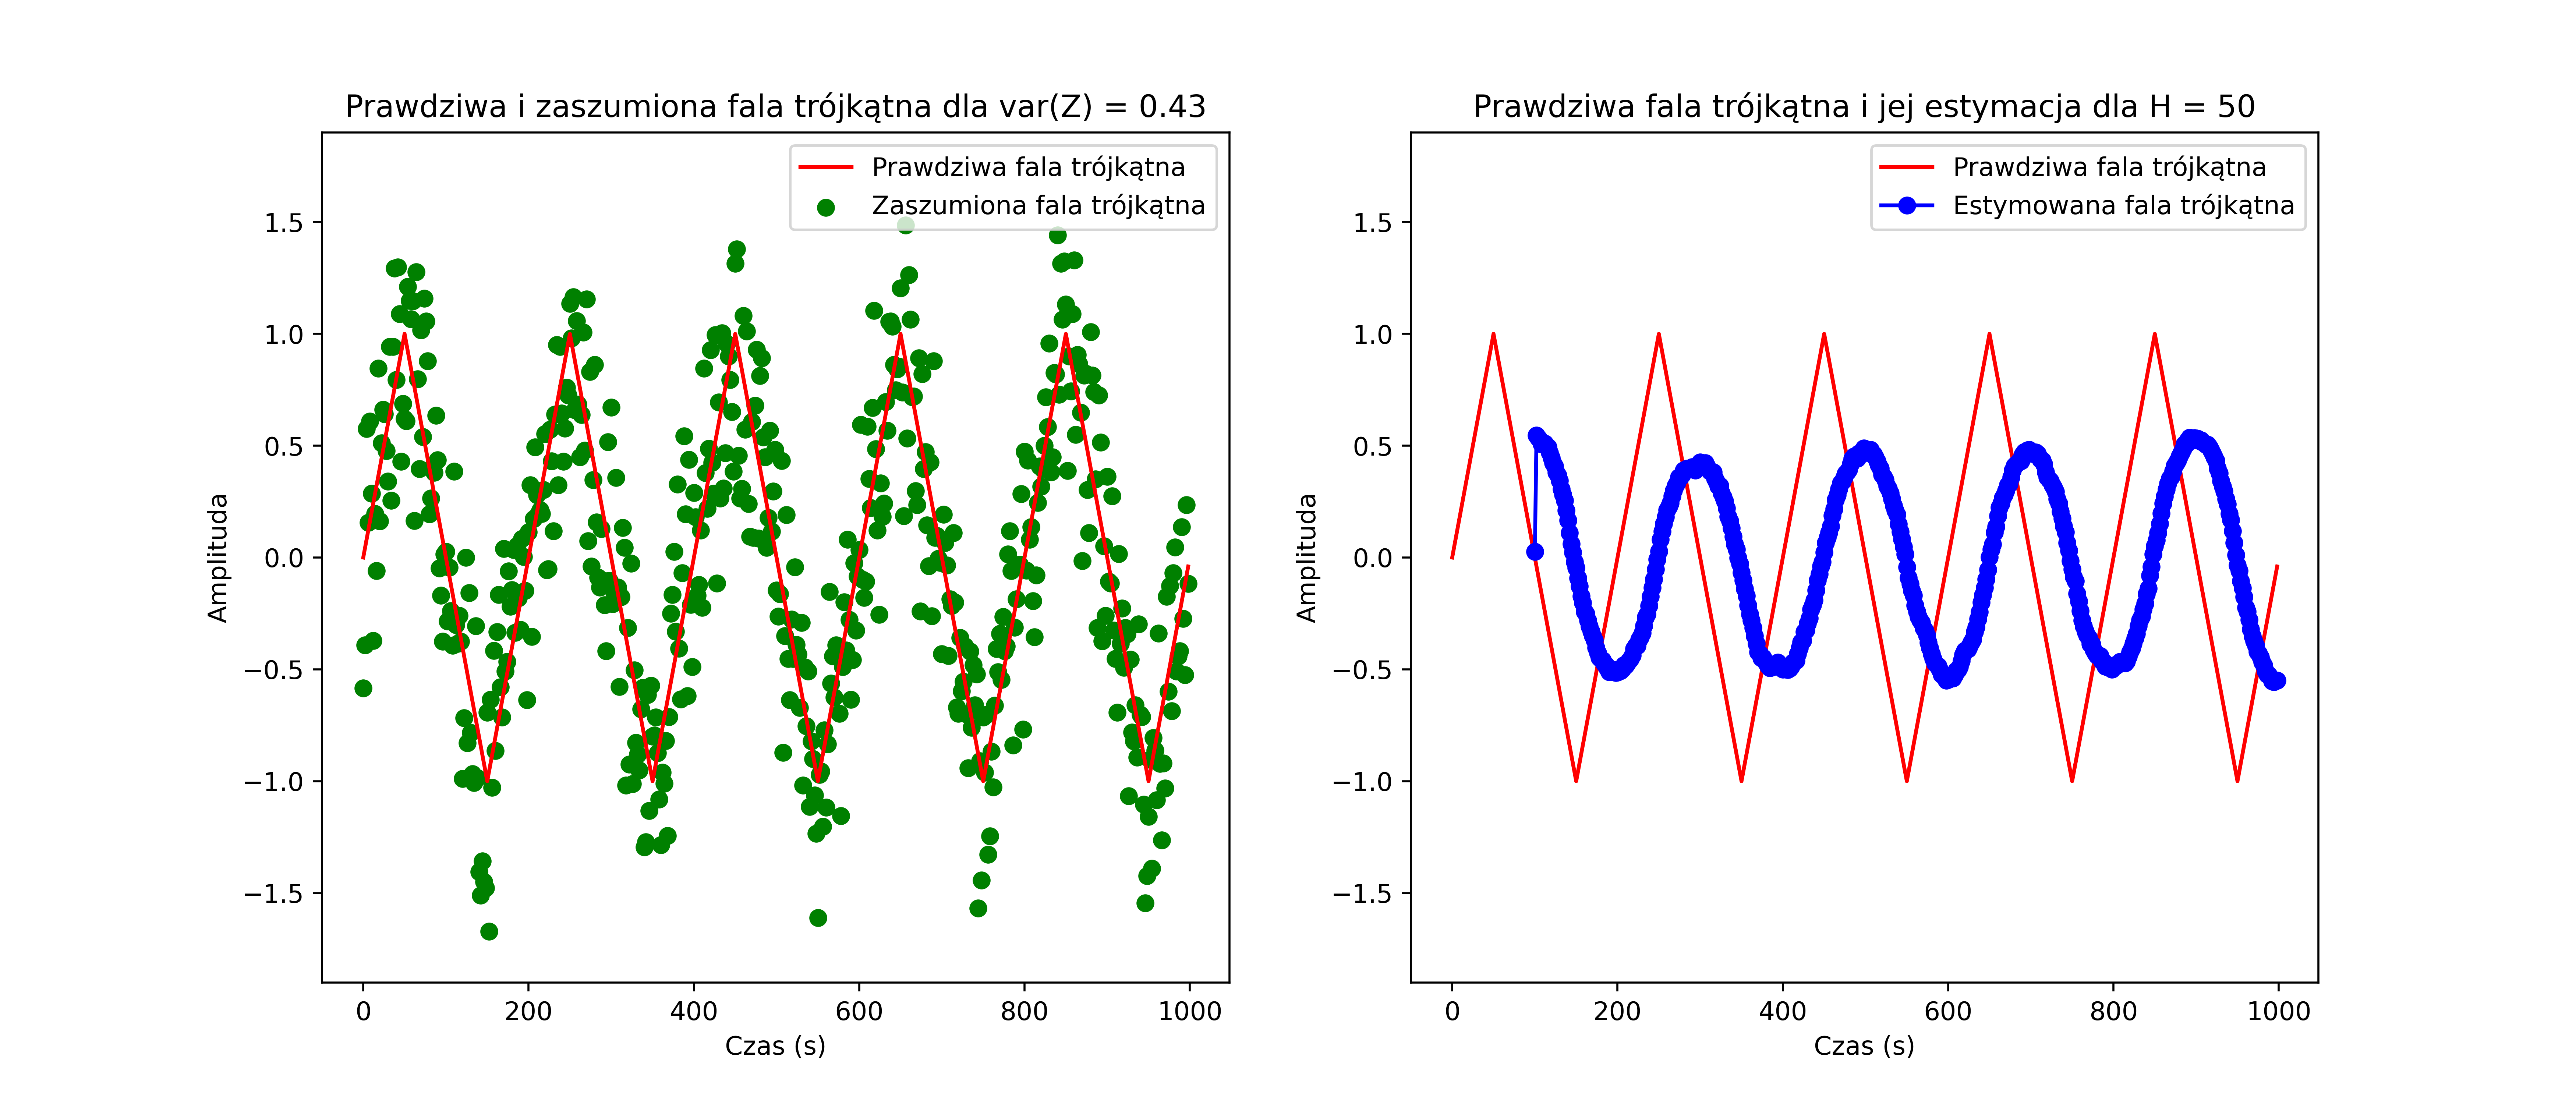 Prawdziwa i zaszumiona fala trójkątna dla var(Z) = 0.43
Prawdziwa fala trójkątna
Zaszumiona fala trójkątna
Amplituda
1.5
1.0
0.5
0.0
−0.5
−1.0
−1.5
0 200 400 600 800 1000
Czas (s)
Prawdziwa fala trójkątna i jej estymacja dla H = 50
Prawdziwa fala trójkątna
Estymowana fala trójkątna
Amplituda
1.5
1.0
0.5
0.0
−0.5
−1.0
−1.5
0 200 400 600 800 1000
Czas (s)